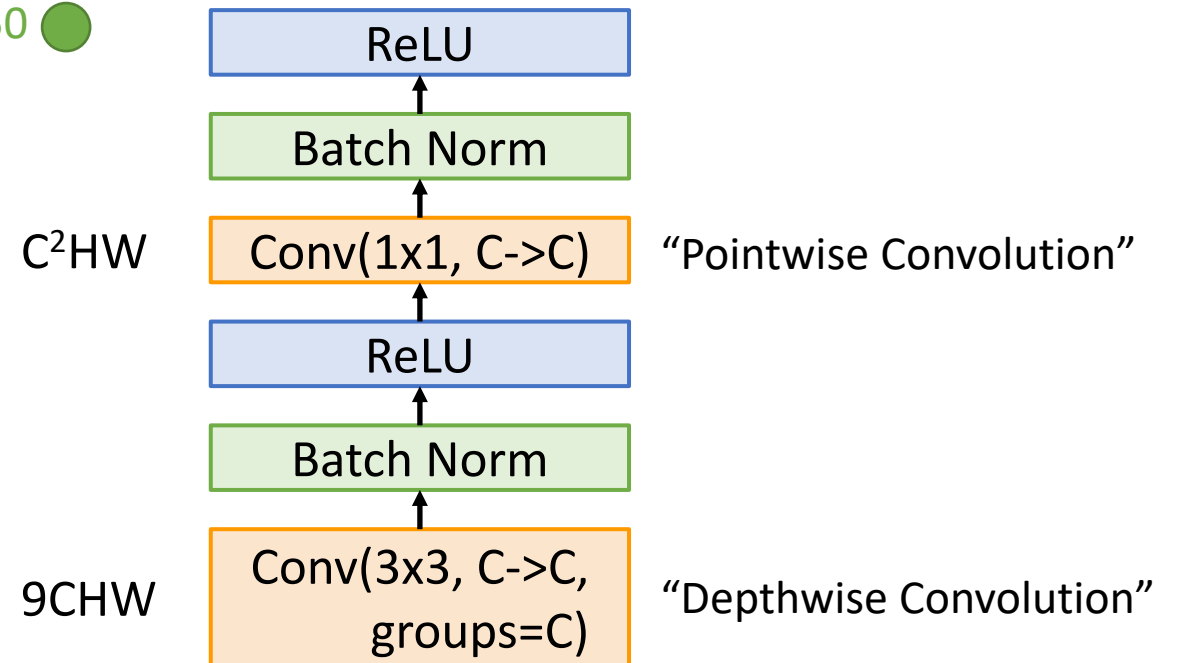 ReLU
Batch Norm
C²HW
Conv(1x1, C->C)
“Pointwise Convolution”
ReLU
Batch Norm
9CHW
Conv(3x3, C->C,
groups=C)
“Depthwise Convolution”